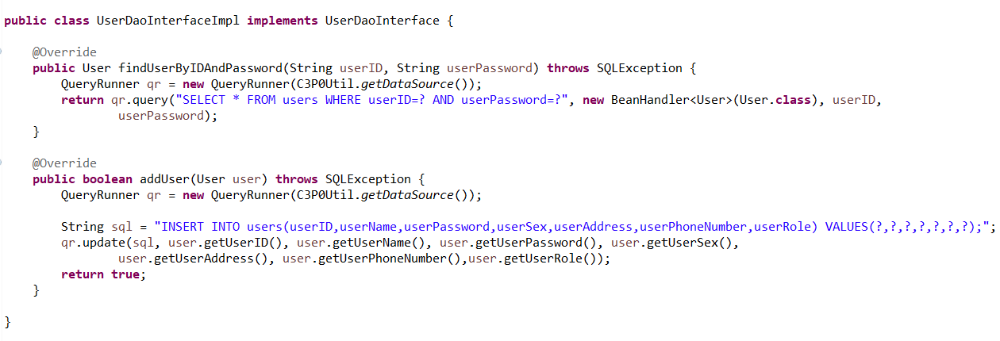 public class UserDaoInterfaceImpl implements UserDaoInterface {
@Override
public User findUserByIDAndPassword(String userID, String userPassword) throws SQLException {
QueryRunner qr = new QueryRunner(C3P0Util.getDataSource());
return qr.query("SELECT * FROM users WHERE userID=? AND userPassword=?", new BeanHandler<User>(User.class), userID,
userPassword);
}
@Override
public boolean addUser(User user) throws SQLException {
QueryRunner qr = new QueryRunner(C3P0Util.getDataSource());
String sql = "INSERT INTO users(userID,userName,userPassword,userSex,userAddress,userPhoneNumber,userRole) VALUES(?,?,?,?,?,?,?);";
qr.update(sql, user.getUserID(), user.getUserName(), user.getUserPassword(), user.getUserSex(),
user.getUserAddress(), user.getUserPhoneNumber(),user.getUserRole());
return true;
}
}